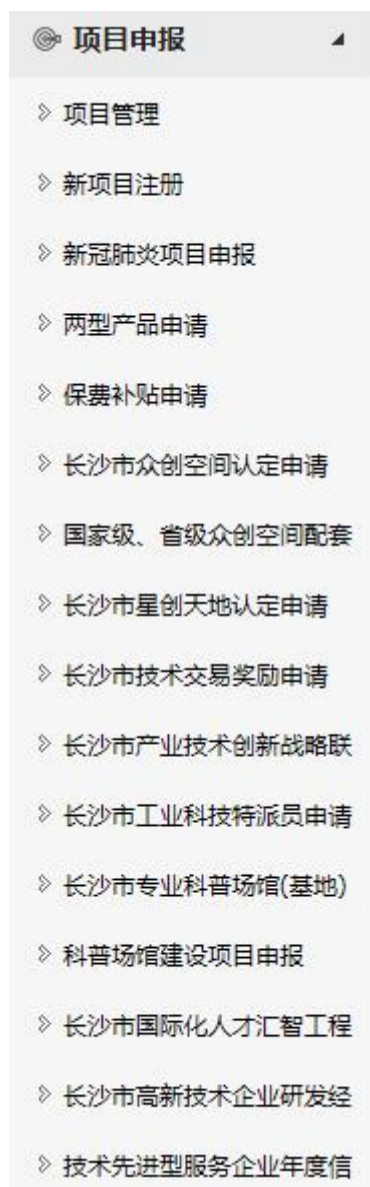 项目申报
项目管理
新项目注册
新冠肺炎项目申报
两型产品申请
保费补贴申请
长沙市众创空间认定申请
国家级、省级众创空间配套
长沙市星创天地认定申请
长沙市技术交易奖励申请
长沙市产业技术创新战略联
长沙市工业科技特派员申请
长沙市专业科普场馆(基地)
科普场馆建设项目申报
长沙市国际化人才汇智工程
长沙市高新技术企业研发经
技术先进型服务企业年度信